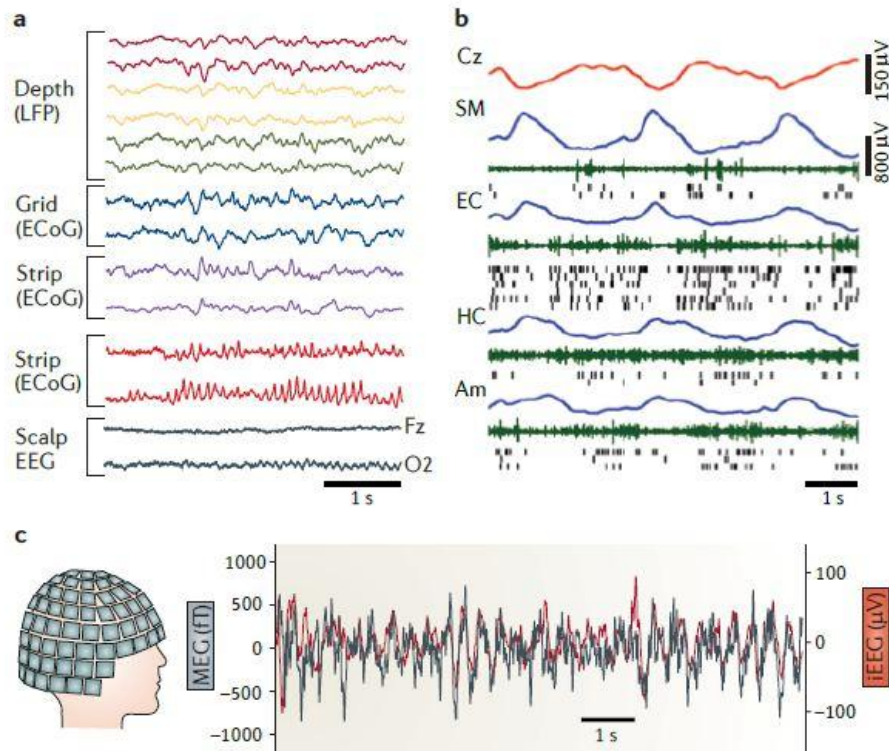 a
Depth
(LFP)
Grid
(ECoG)
Strip
(ECoG)
Strip
(ECoG)
Scalp
EEG
Fz
O2
1 s
b
Cz
150 μV
SM
800 μV
EC
HC
Am
1 s
c
MEG (fT)
1000
500
0
−500
−1000
1 s
100
0
−100
iEEG (μV)